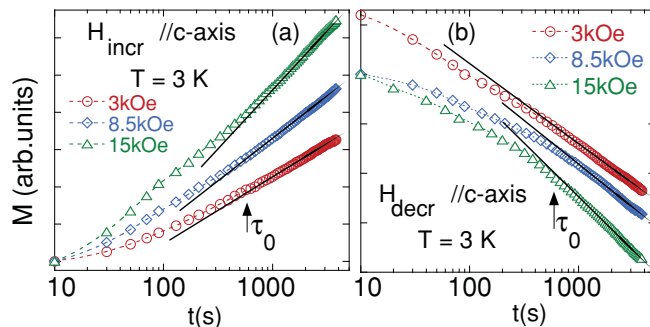 H incr //c-axis (a)
T = 3 K
3kOe
8.5kOe
15kOe
τ0
M (arb.units)
10 100 1000
t(s)
(b)
3kOe
8.5kOe
15kOe
H decr //c-axis
T = 3 K
τ0
10 100 1000
t(s)